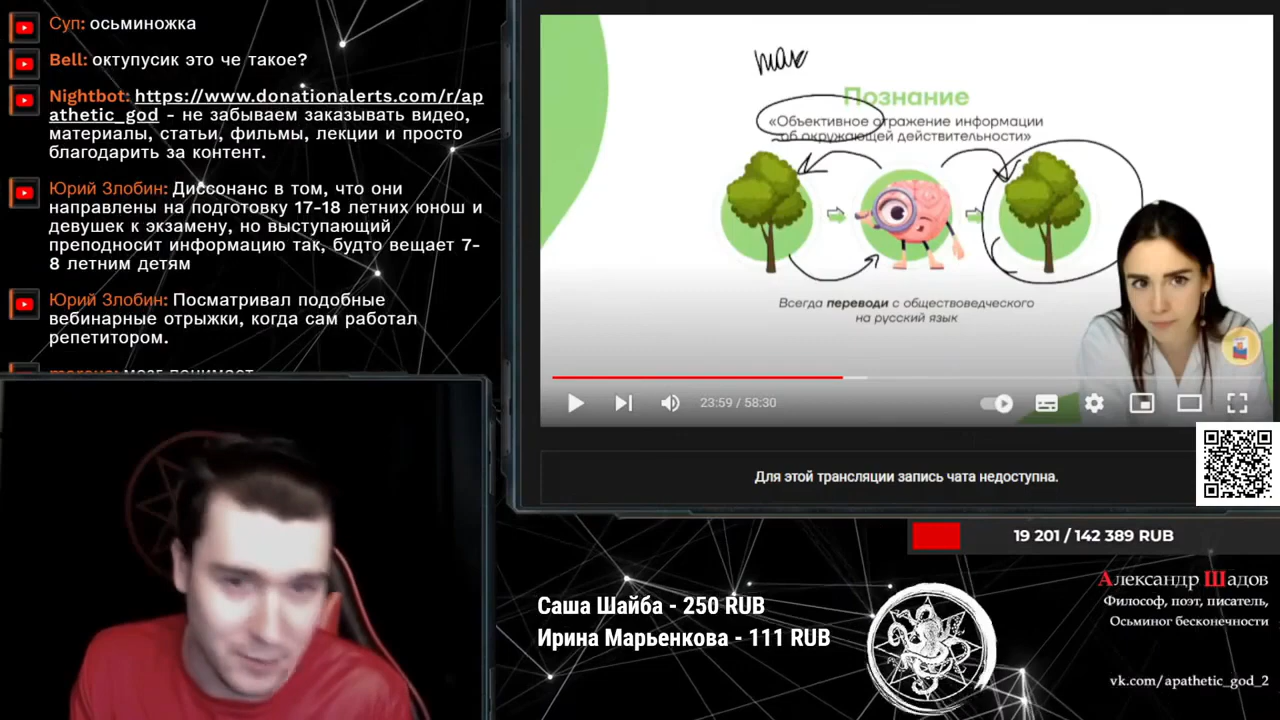 Суп: осьминожка
Bell: октупусик это че такое?
Nightbot: https://www.donationalerts.com/r/ap
athetic_god - не забываем заказывать видео,
материалы, статьи, фильмы, лекции и просто
благодарить за контент.
Юрий Злобин: Диссонанс в том, что они
направлены на подготовку 17-18 летних юнош и
девушек к экзамену, но выступающий
преподносит информацию так, будто вещает 7-
8 летним детям
Юрий Злобин: Посматривал подобные
вебинарные отрыжки, когда сам работал
репетитором.
мозг понимает
Познание
«Объективное отражение информации
об окружающей действительности»
Всегда переводи с обществоведческого
на русский язык
23:59 / 58:30
Для этой трансляции запись чата недоступна.
19 201 / 142 389 RUB
Саша Шайба - 250 RUB
Ирина Марьенкова - 111 RUB
Александр Шадов
Философ, поэт, писатель,
Осьминог бесконечности
vk.com/apathetic_god_2